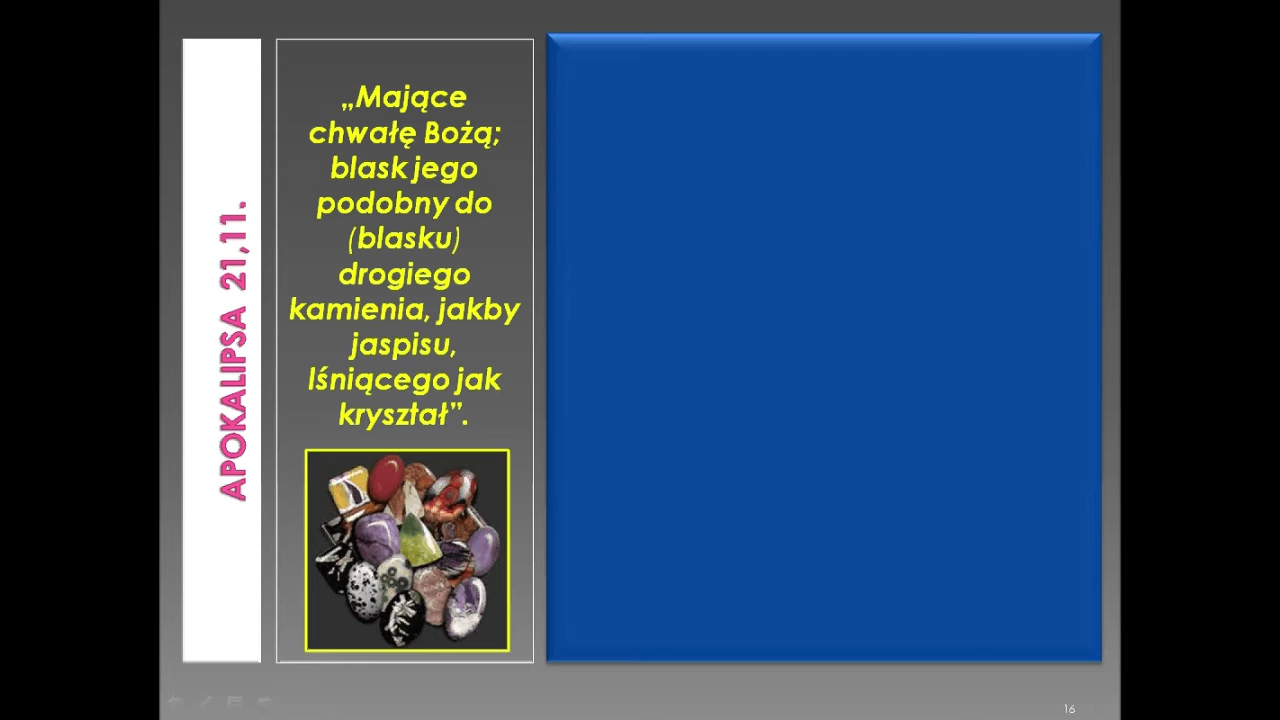 APOKALIPSA 21,11.
„Mające
chwałę Bożą;
blask jego
podobny do
(blasku)
drogiego
kamienia, jakby
jaspisu,
lśniącego jak
kryształ”.
16